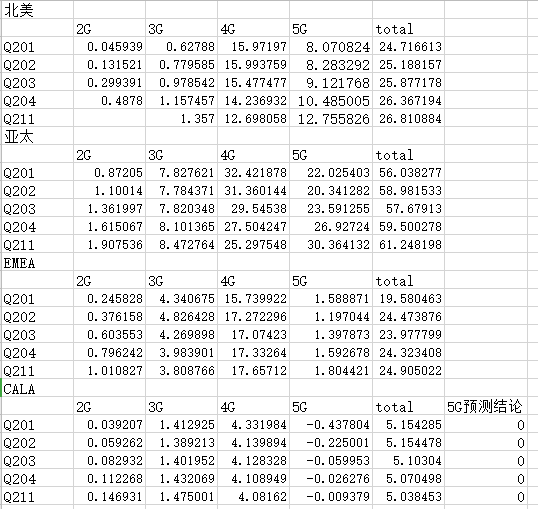 北美
2G 3G 4G 5G total
Q201 0.045939 0.62788 15.97197 8.070824 24.716613
Q202 0.131521 0.779585 15.993759 8.283292 25.188157
Q203 0.299391 0.978542 15.477477 9.121768 25.877178
Q204 0.4878 1.157457 14.236932 10.485005 26.367194
Q211 1.357 12.698058 12.755826 26.810884
亚太
2G 3G 4G 5G total
Q201 0.87205 7.827621 32.421878 22.025403 56.038277
Q202 1.10014 7.784371 31.360144 20.341282 58.981533
Q203 1.361997 7.820348 29.54538 23.591255 57.67913
Q204 1.615067 8.101365 27.504247 26.92724 59.500278
Q211 1.907536 8.472764 25.297548 30.364132 61.248198
EMEA
2G 3G 4G 5G total
Q201 0.245828 4.340675 15.739922 1.588871 19.580463
Q202 0.376158 4.826428 17.272296 1.197044 24.473876
Q203 0.603553 4.269898 17.07423 1.397873 23.977799
Q204 0.796242 3.983901 17.33264 1.592678 24.323408
Q211 1.010827 3.808766 17.65712 1.804421 24.905022
CALA
2G 3G 4G 5G total 5G预测结论
Q201 0.039207 1.412925 4.331984 -0.437804 5.154285 0
Q202 0.059262 1.389213 4.139894 -0.225001 5.154478 0
Q203 0.082932 1.401952 4.128328 -0.059953 5.10304 0
Q204 0.112268 1.432069 4.108949 -0.026276 5.070498 0
Q211 0.146931 1.475001 4.08162 -0.009379 5.038453 0